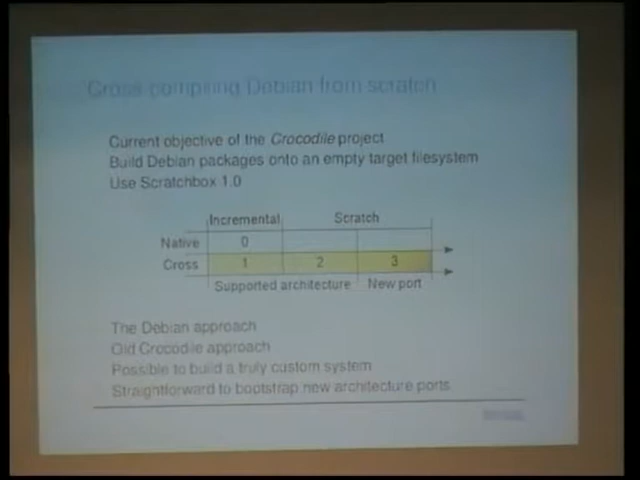 Cross compiling Debian from scratch
Current objective of the Crocodile project
Build Debian packages onto an empty target filesystem
Use Scratchbox 1.0
Incremental Scratch
Native 0
Cross 1 2 3
Supported architecture New port
The Debian approach
Old Crocodile approach
Possible to build a truly custom system
Straightforward to bootstrap new architecture ports